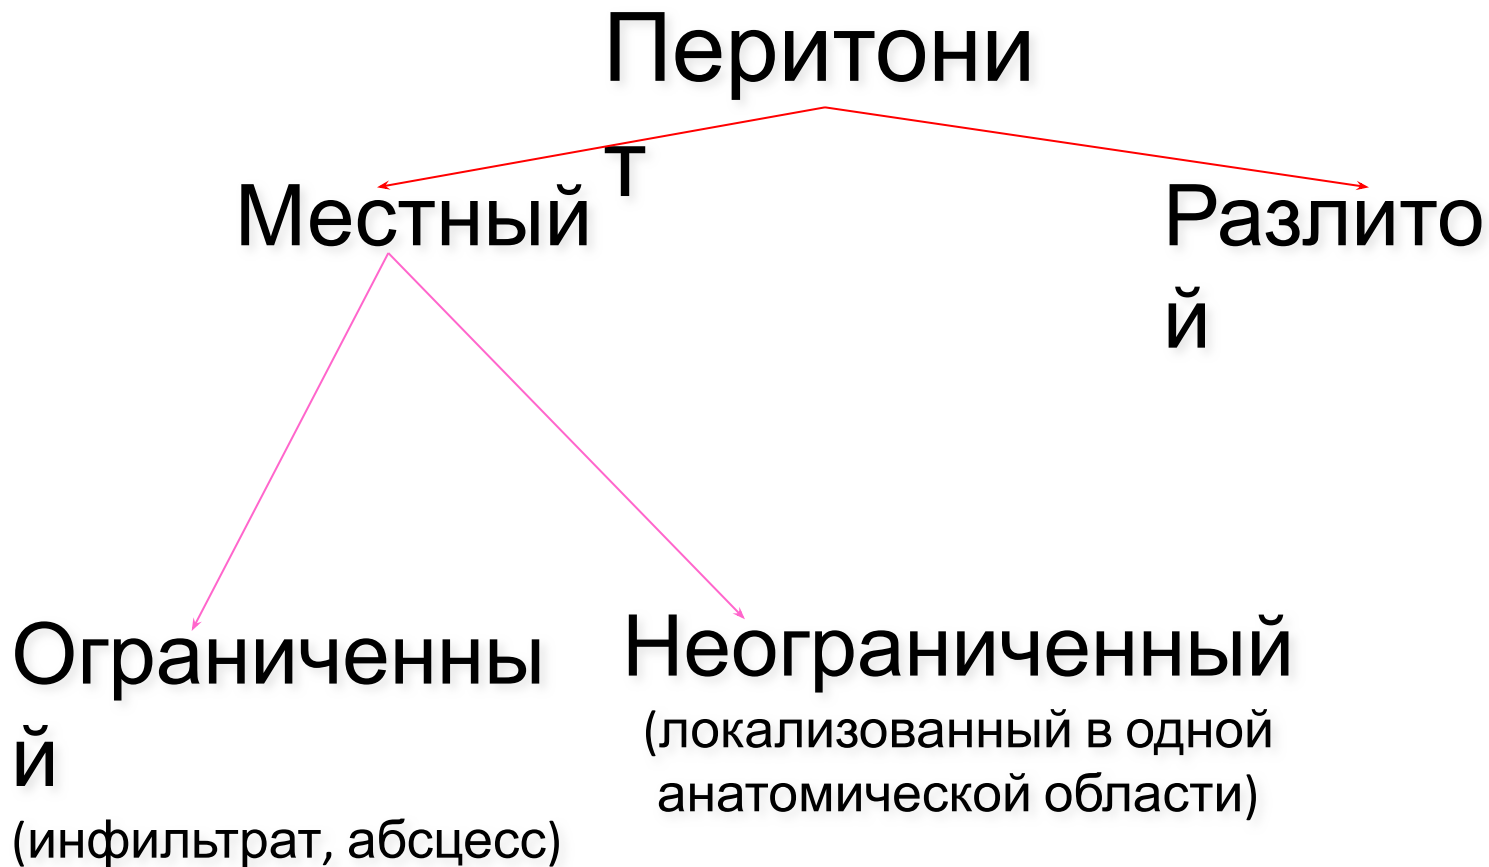 Перитони
т
Местный
Разлито
й
Ограниченны
й
(инфильтрат, абсцесс)
Неограниченный
(локализованный в одной
анатомической области)